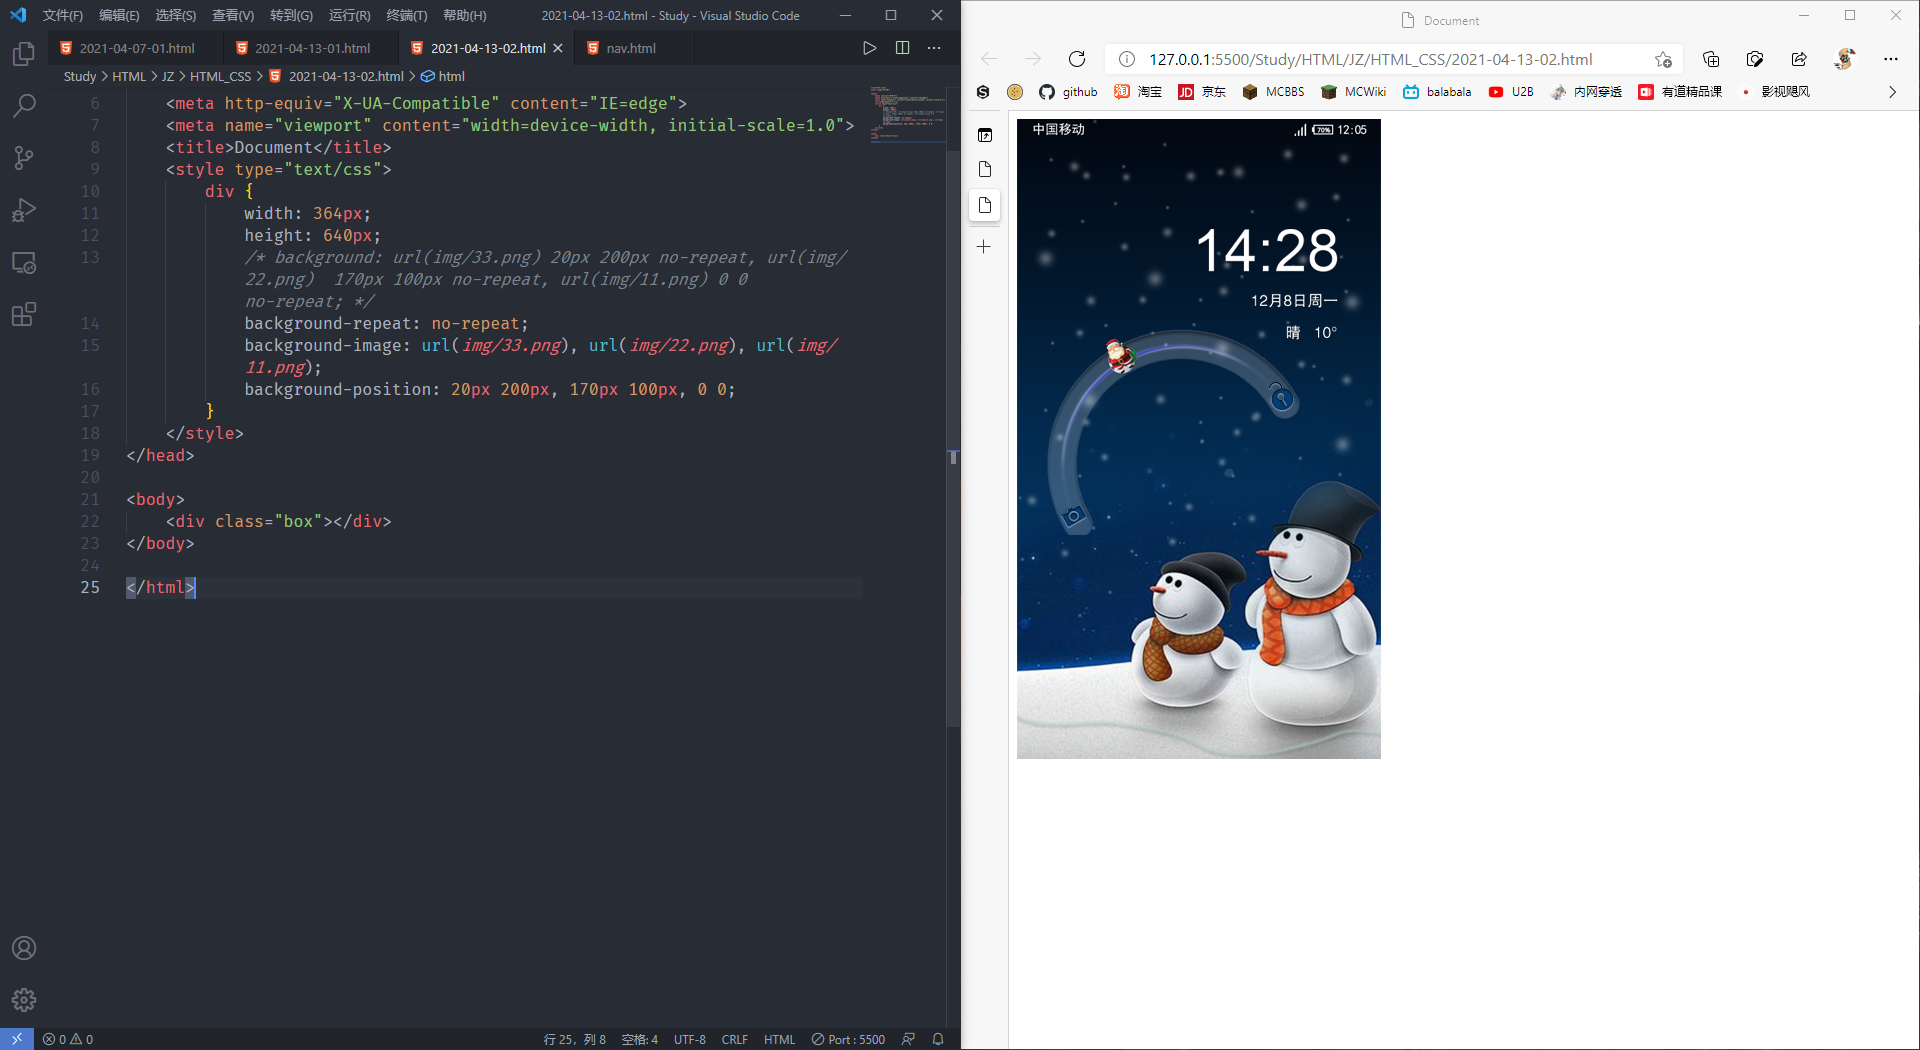 文件(F) 编辑(E) 选择(S) 查看(V) 转到(G) 运行(R) 终端(T) 帮助(H) 2021-04-13-02.html - Study - Visual Studio Code
2021-04-07-01.html 2021-04-13-01.html 2021-04-13-02.html nav.html
Study > HTML > JZ > HTML_CSS > 2021-04-13-02.html > html
6 <meta http-equiv="X-UA-Compatible" content="IE=edge">
7 <meta name="viewport" content="width=device-width, initial-scale=1.0">
8 <title>Document</title>
9 <style type="text/css">
10 div {
11 width: 364px;
12 height: 640px;
13 /* background: url(img/33.png) 20px 200px no-repeat, url(img/
22.png)  170px 100px no-repeat, url(img/11.png) 0 0
no-repeat; */
14 background-repeat: no-repeat;
15 background-image: url(img/33.png), url(img/22.png), url(img/
11.png);
16 background-position: 20px 200px, 170px 100px, 0 0;
17 }
18 </style>
19 </head>
20
21 <body>
22 <div class="box"></div>
23 </body>
24
25 </html>
0 0 行 25，列 8 空格: 4 UTF-8 CRLF HTML Port : 5500
Document
127.0.0.1:5500/Study/HTML/JZ/HTML_CSS/2021-04-13-02.html
github 淘宝 京东 MCBBS MCWiki balabala U2B 内网穿透 有道精品课 影视飓风
中国移动 70% 12:05
14:28
12月8日周一
晴 10°